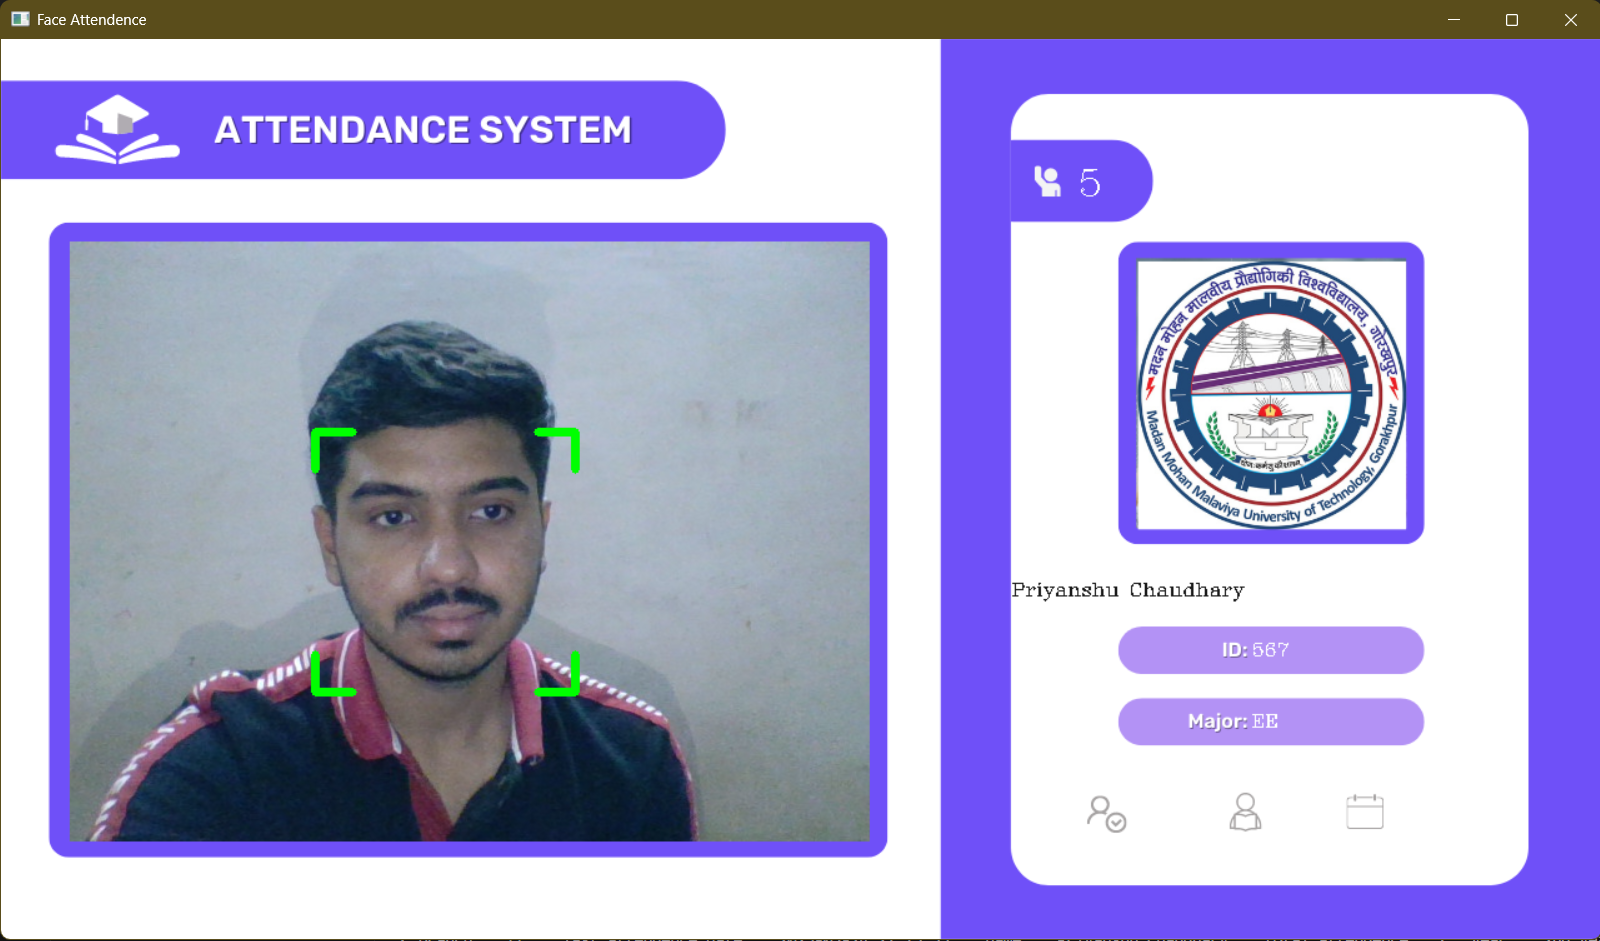 Face Attendence
ATTENDANCE SYSTEM
5
मदन मोहन मालवीय प्रौद्योगिकी विश्वविद्यालय, गोरखपुर
Madan Mohan Malaviya University of Technology, Gorakhpur
Priyanshu Chaudhary
ID: 567
Major: EE